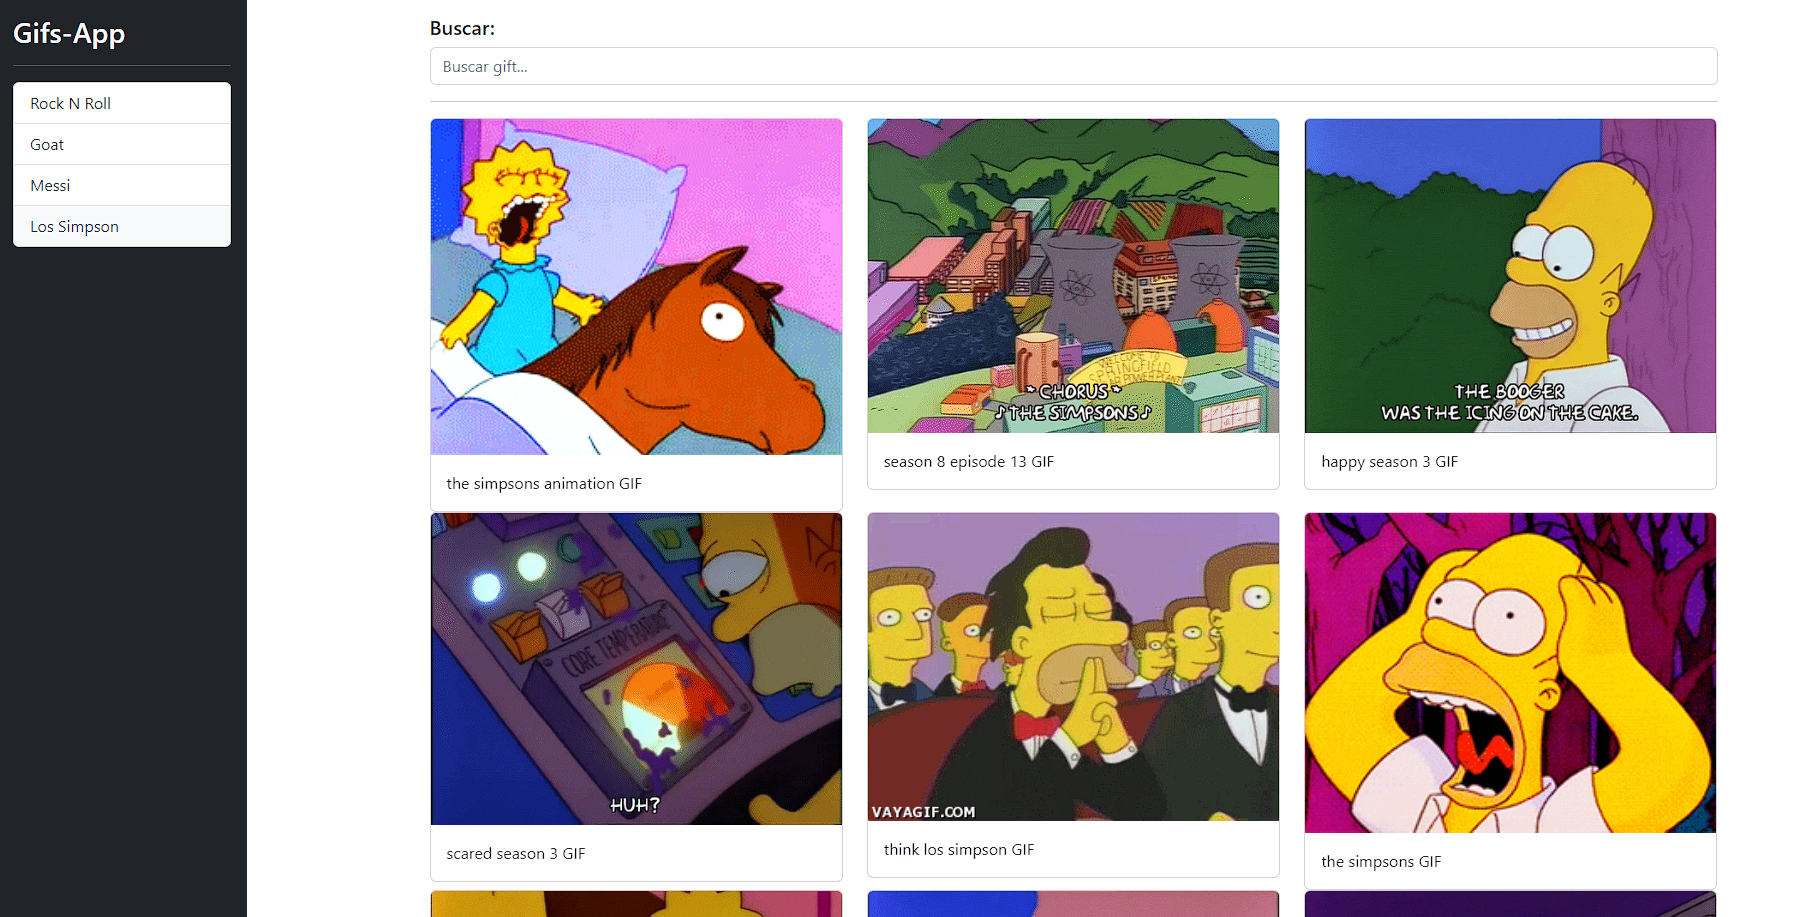 Gifs-App
Rock N Roll
Goat
Messi
Los Simpson
Buscar:
Buscar gift...
WELCOME TO
SPRINGFIELD
*CHORUS*
♪THE SIMPSONS♪
THE BOOGER
WAS THE ICING ON THE CAKE.
the simpsons animation GIF
season 8 episode 13 GIF
happy season 3 GIF
CORE TEMPERATURE
HUH?
VAYAGIF.COM
scared season 3 GIF
think los simpson GIF
the simpsons GIF